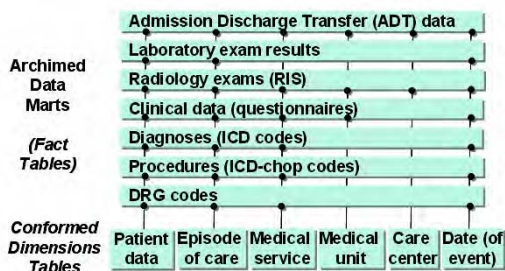 Admission Discharge Transfer (ADT) data
Laboratory exam results
Radiology exams (RIS)
Clinical data (questionnaires)
Diagnoses (ICD codes)
Procedures (ICD-chop codes)
DRG codes
Archimed
Data
Marts
(Fact
Tables)
Conformed
Dimensions
Tables
Patient
data
Episode
of care
Medical
service
Medical
unit
Care
center
Date (of
event)